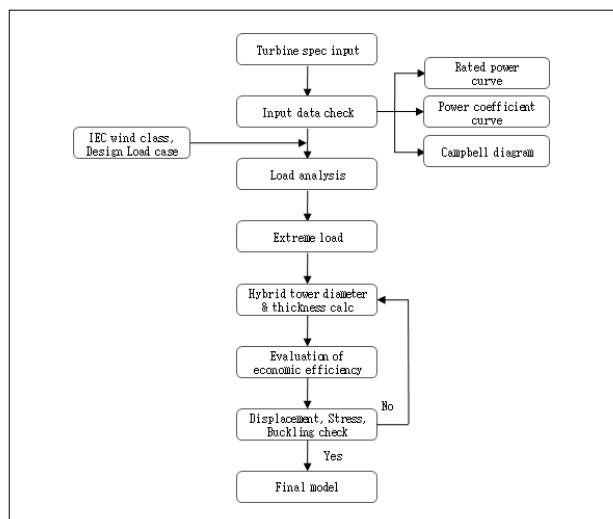 Turbine spec input
Rated power
curve
Input data check
Power coefficient
curve
IEC wind class,
Design Load case
Campbell diagram
Load analysis
Extreme load
Hybrid tower diameter
& thickness calc
Evaluation of
economic efficiency
No
Displacement, Stress,
Buckling check
Yes
Final model